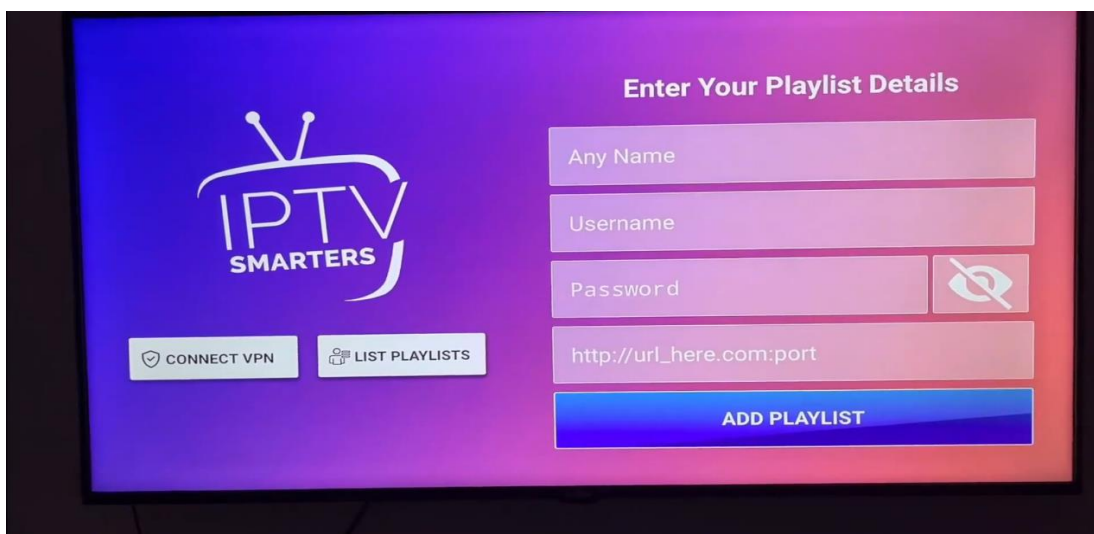 IPTV
SMARTERS
CONNECT VPN
LIST PLAYLISTS
Enter Your Playlist Details
Any Name
Username
Password
http://url_here.com:port
ADD PLAYLIST